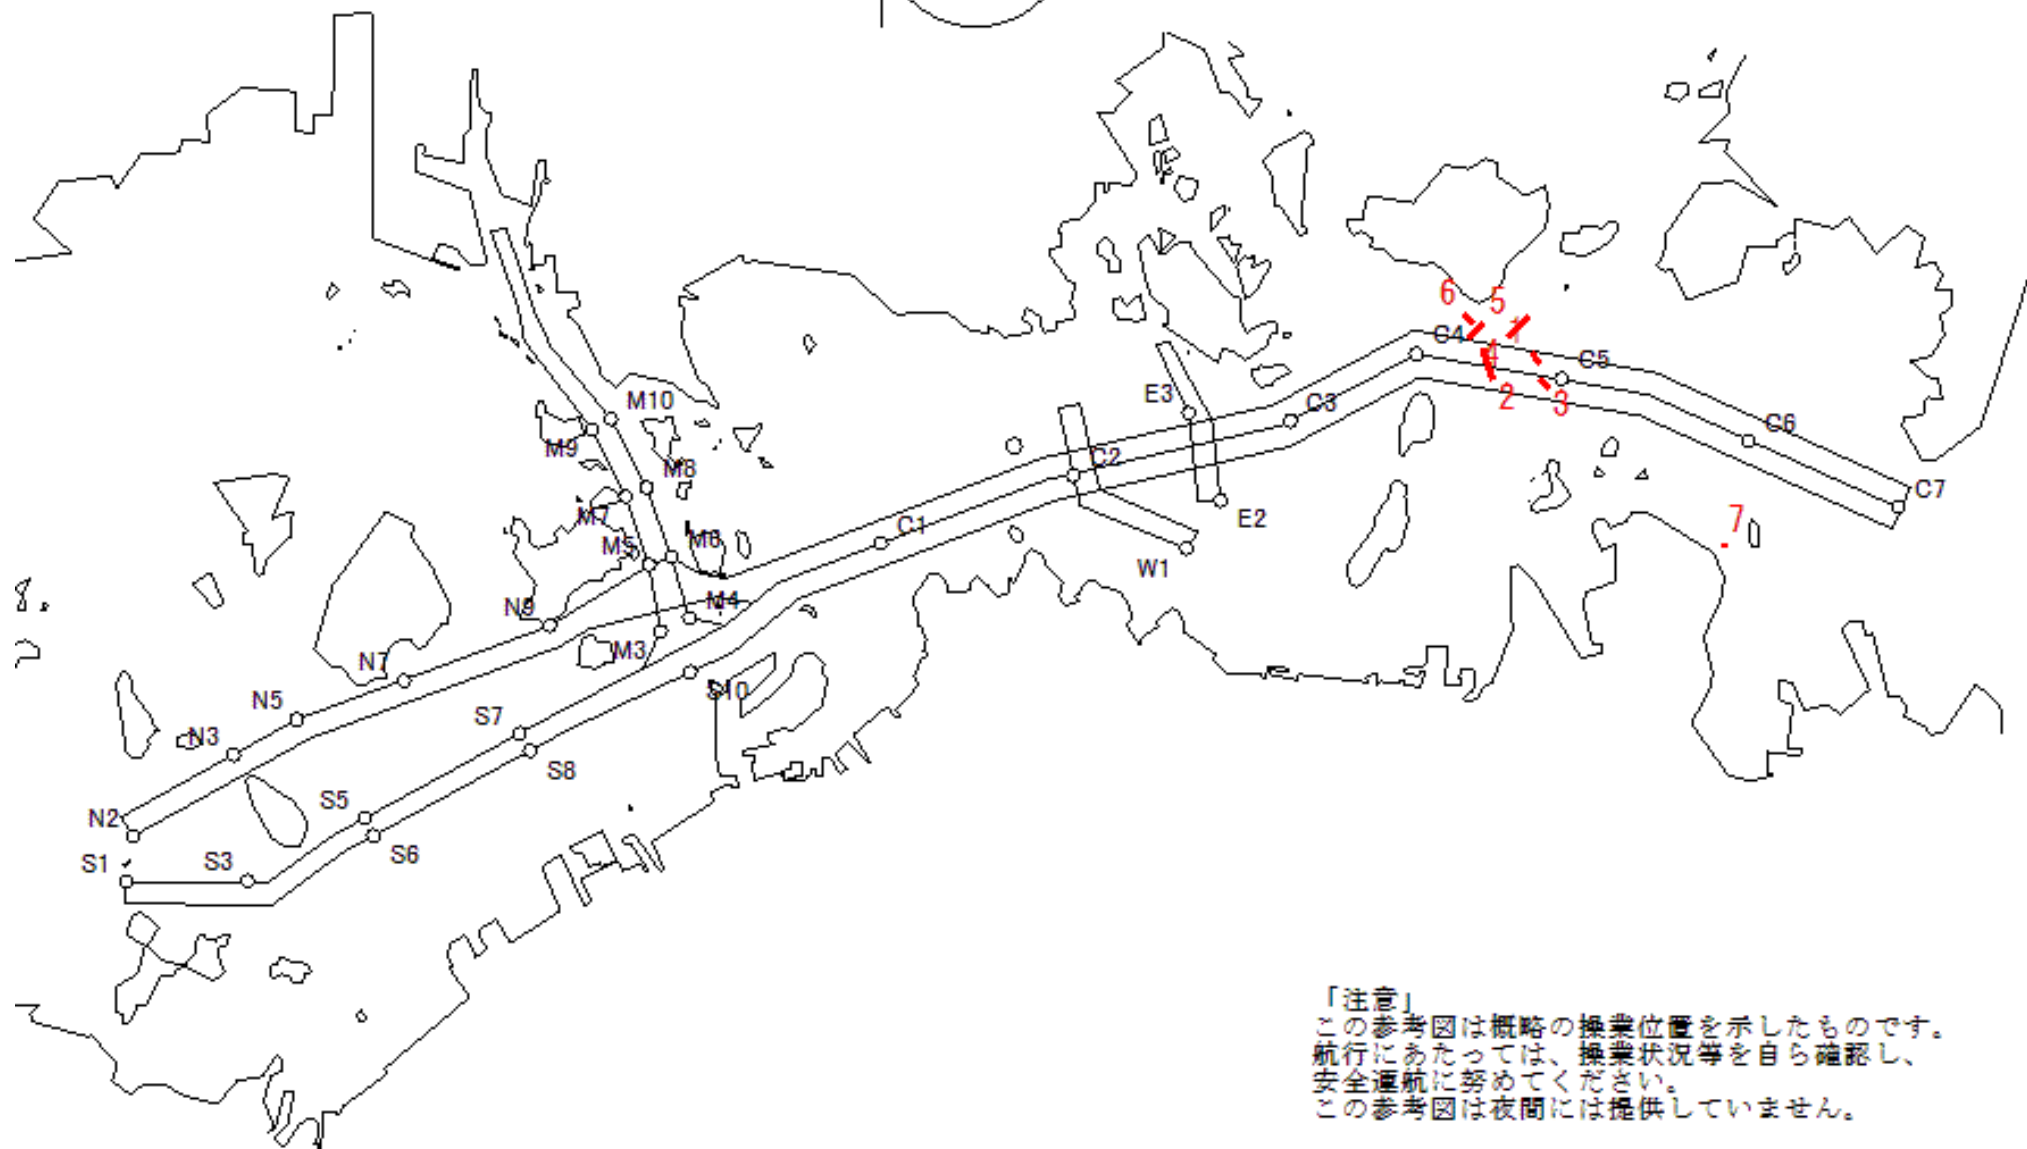 6
5
1
C4
4
C5
M10
E3
2
3
C3
C6
M9
M8
C2
C7
M7
C1
E2
7
M5
M6
W1
N9
M4
M3
N7
S10
N5
S7
N3
S8
S5
N2
S6
S1
S3
「注意」
この参考図は概略の操業位置を示したものです。
航行にあたっては、操業状況等を自ら確認し、
安全運航に努めてください。
この参考図は夜間には提供していません。